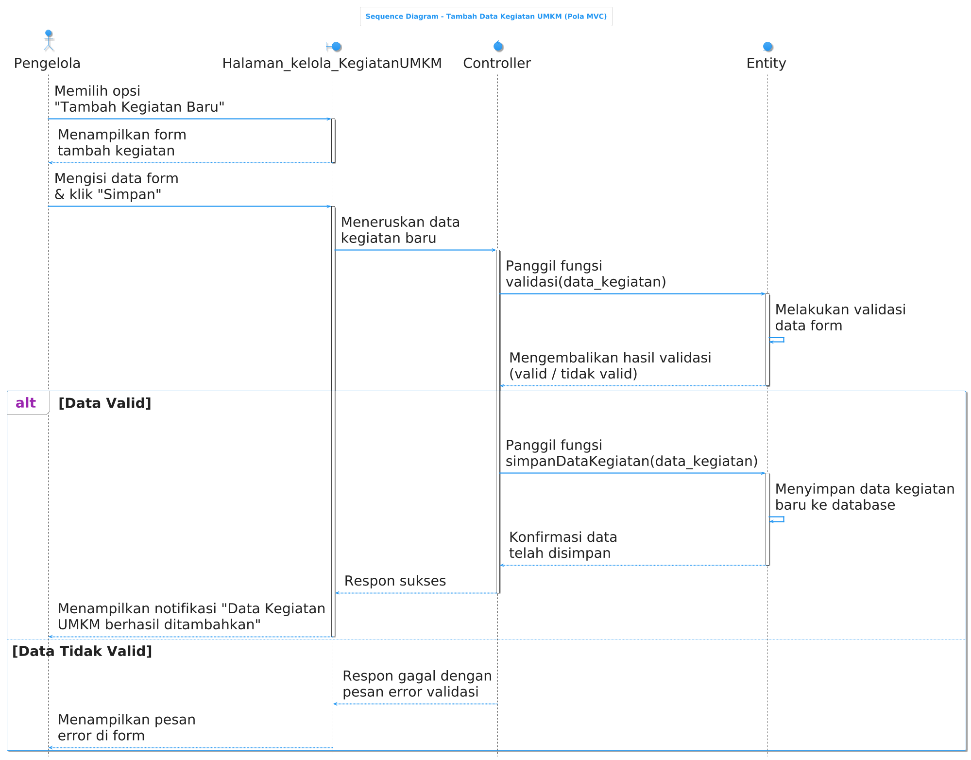 Sequence Diagram - Tambah Data Kegiatan UMKM (Pola MVC)
Pengelola
Halaman_kelola_KegiatanUMKM
Controller
Entity
Memilih opsi
"Tambah Kegiatan Baru"
Menampilkan form
tambah kegiatan
Mengisi data form
& klik "Simpan"
Meneruskan data
kegiatan baru
Panggil fungsi
validasi(data_kegiatan)
Melakukan validasi
data form
Mengembalikan hasil validasi
(valid / tidak valid)
alt
[Data Valid]
Panggil fungsi
simpanDataKegiatan(data_kegiatan)
Menyimpan data kegiatan
baru ke database
Konfirmasi data
telah disimpan
Respon sukses
Menampilkan notifikasi "Data Kegiatan
UMKM berhasil ditambahkan"
[Data Tidak Valid]
Respon gagal dengan
pesan error validasi
Menampilkan pesan
error di form